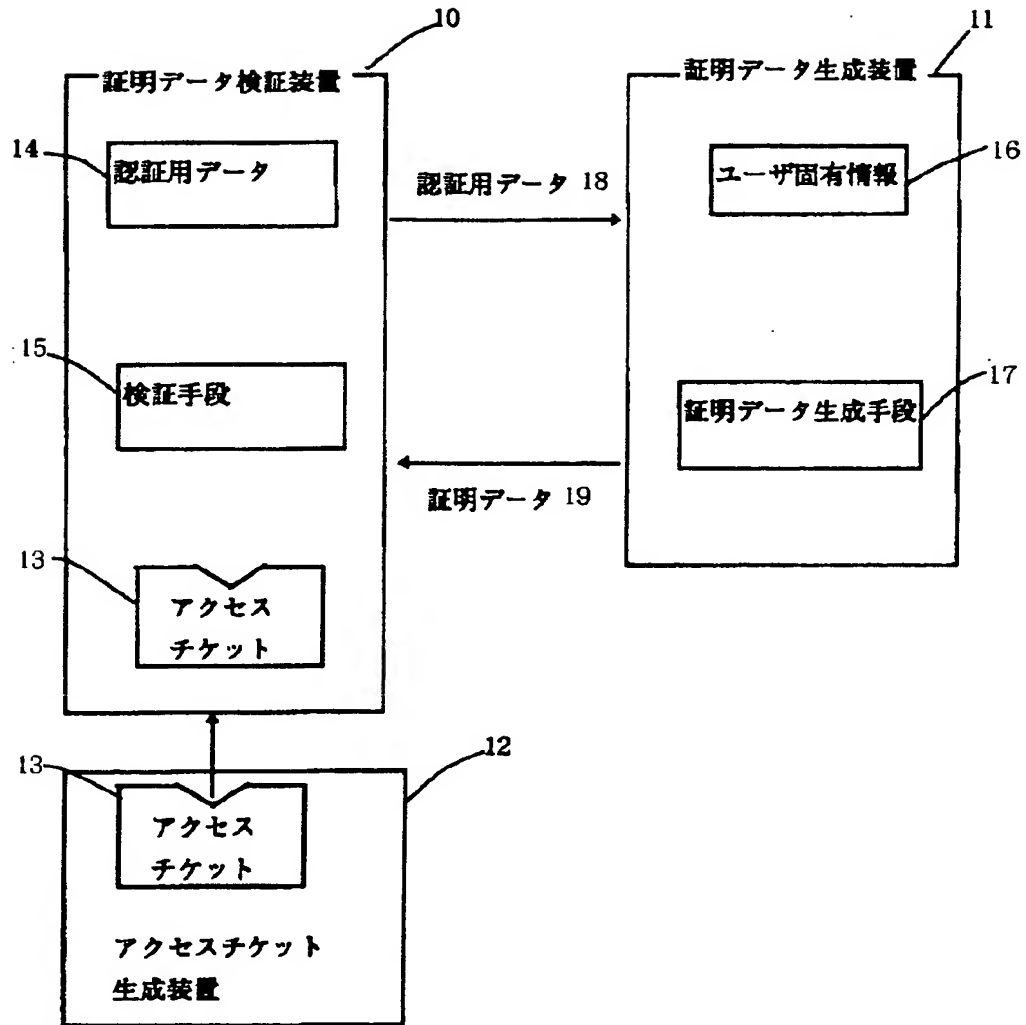 10
11
証明データ検証装置
証明データ生成装置
14
認証用データ
認証用データ 18
ユーザ固有情報
16
15
検証手段
証明データ生成手段
17
証明データ 19
13
アクセス
チケット
12
13
アクセス
チケット
アクセスチケット
生成装置